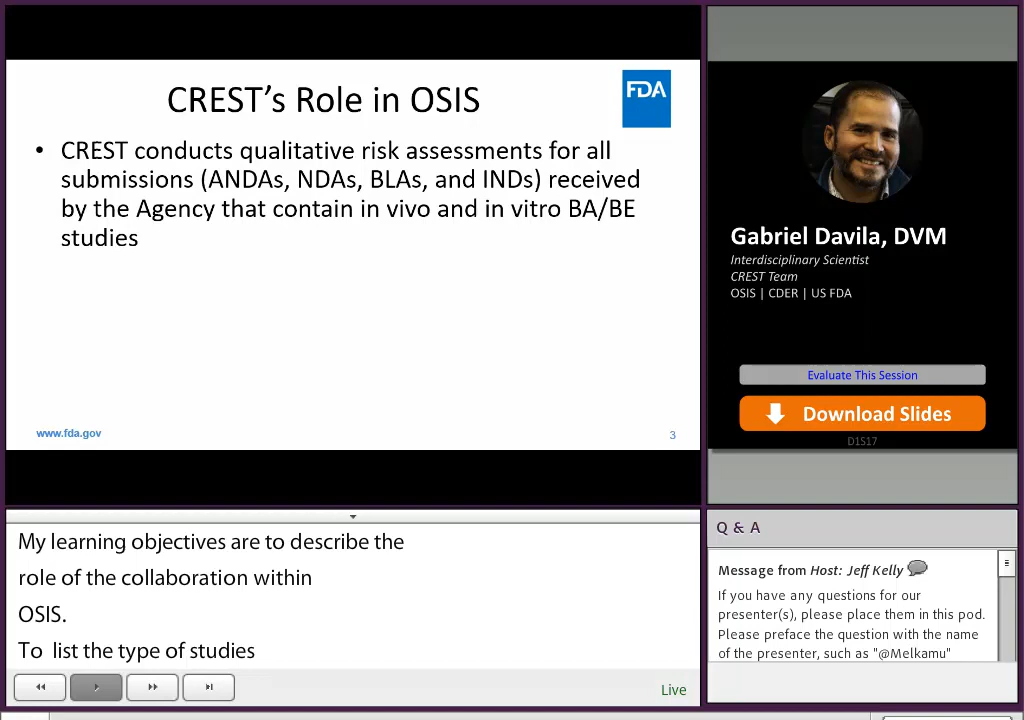 CREST’s Role in OSIS
FDA
• CREST conducts qualitative risk assessments for all
submissions (ANDAs, NDAs, BLAs, and INDs) received
by the Agency that contain in vivo and in vitro BA/BE
studies
www.fda.gov
3
Gabriel Davila, DVM
Interdisciplinary Scientist
CREST Team
OSIS | CDER | US FDA
Evaluate This Session
Download Slides
D1S17
My learning objectives are to describe the
role of the collaboration within
OSIS.
To list the type of studies
Live
Q & A
Message from Host: Jeff Kelly
If you have any questions for our
presenter(s), please place them in this pod.
Please preface the question with the name
of the presenter, such as "@Melkamu"